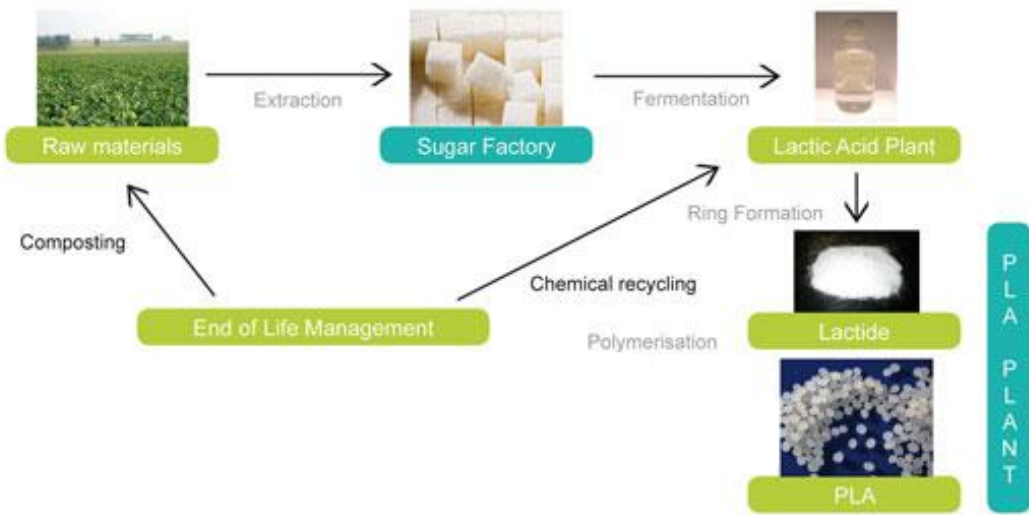 Extraction
Fermentation
Raw materials
Sugar Factory
Lactic Acid Plant
Ring Formation
Composting
Chemical recycling
End of Life Management
Polymerisation
Lactide
PLA
PLA PLANT